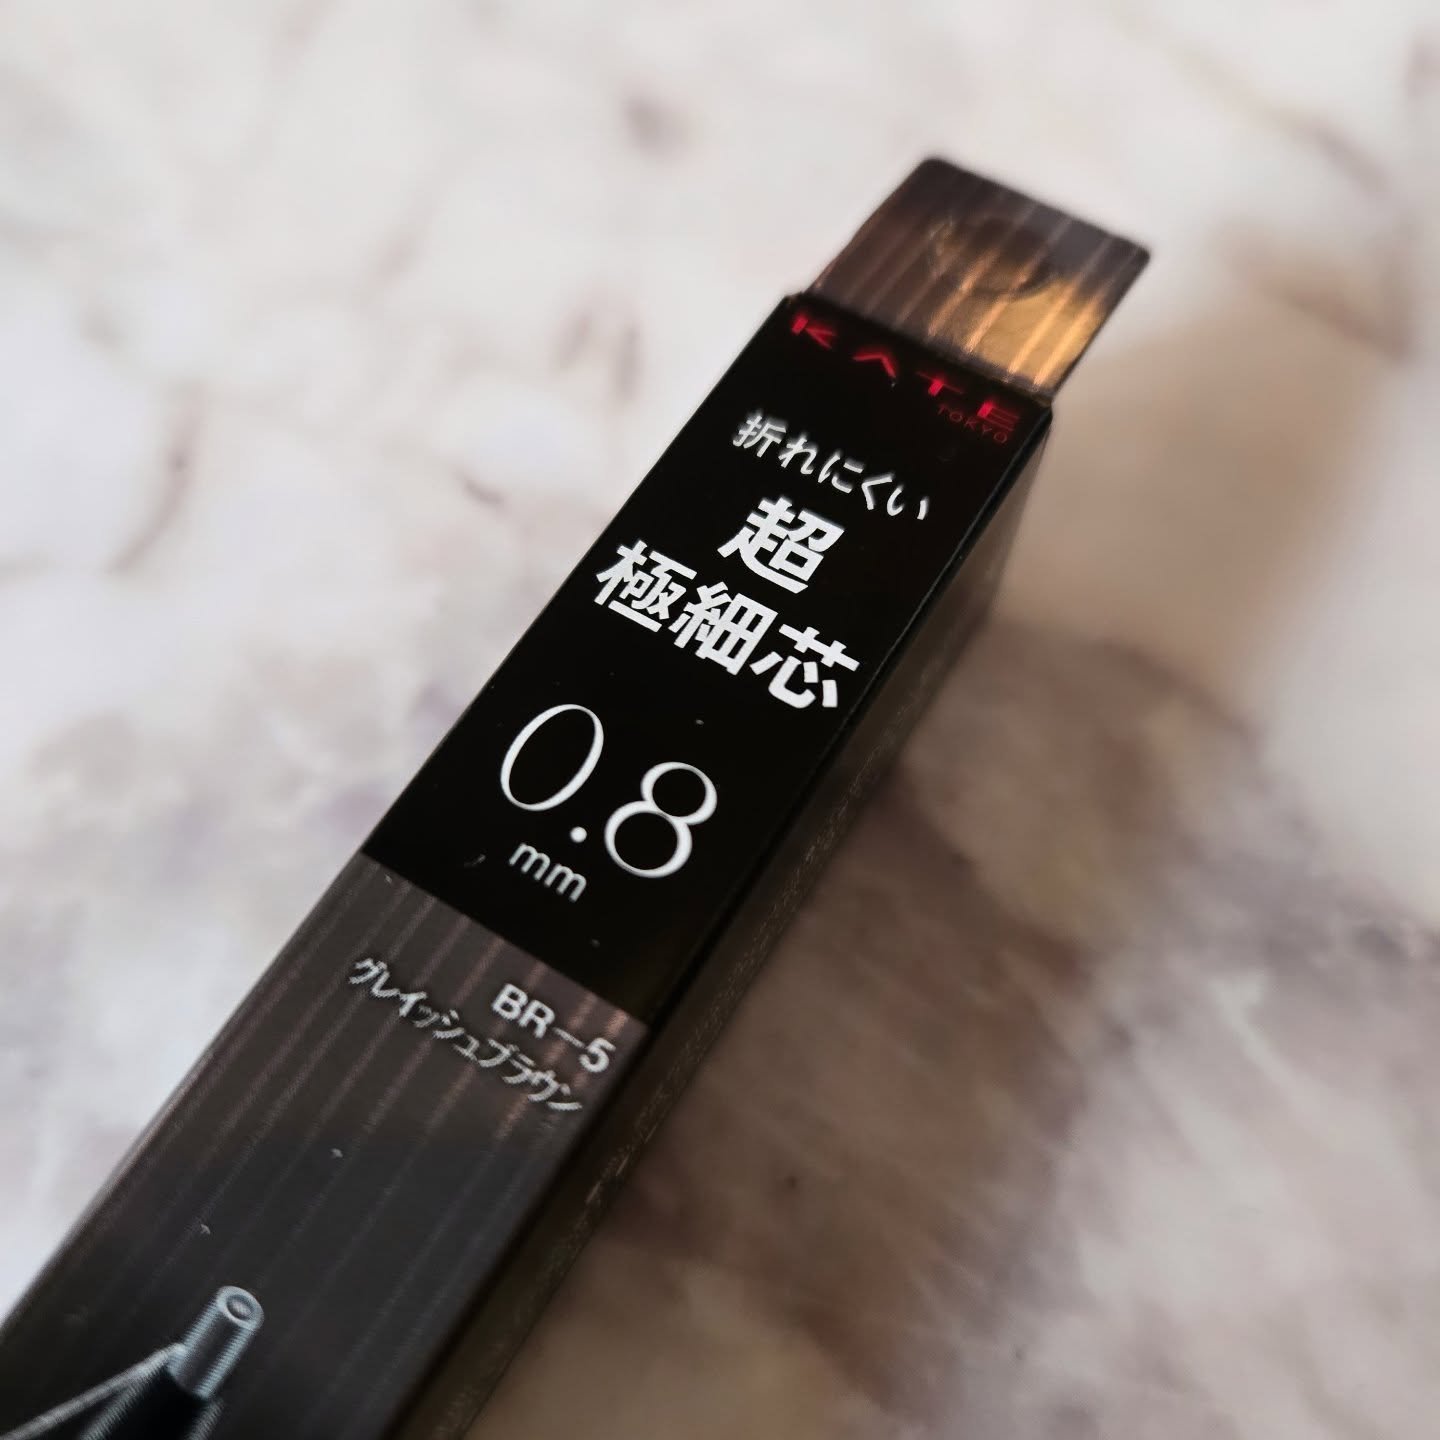 KATE
TOKYO
折れにくい
超
極細芯
0.8
mm
BR-5
グレイッシュブラウン